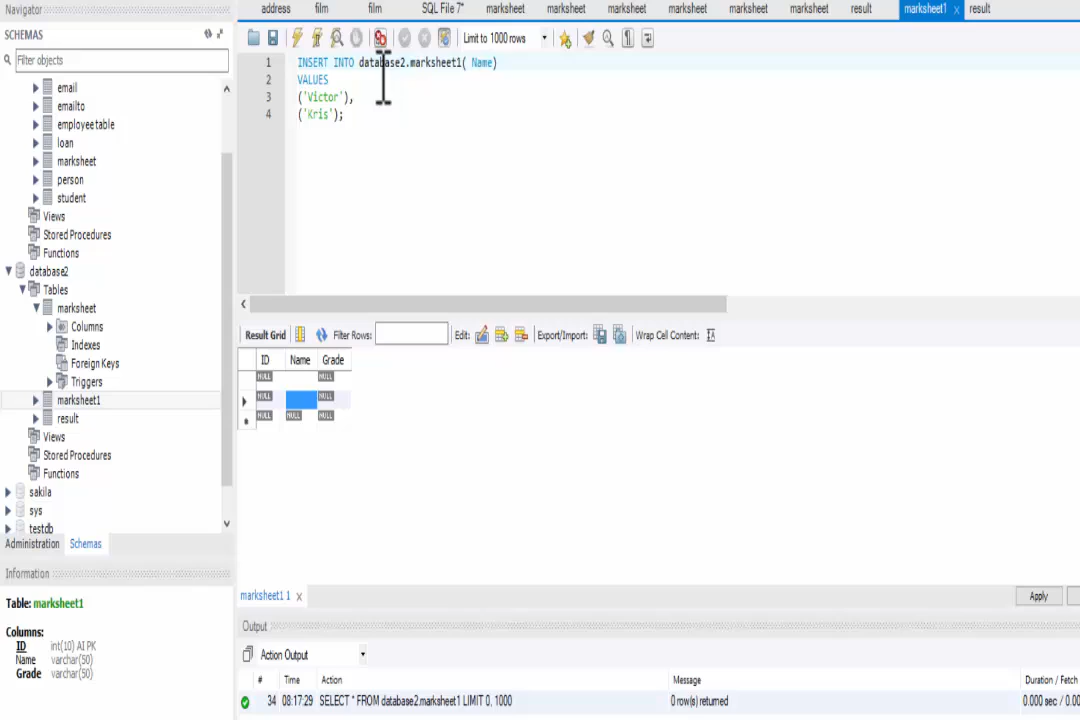 Navigator
address film film SQL File 7* marksheet marksheet marksheet marksheet marksheet marksheet result marksheet1 x result
SCHEMAS
Limit to 1000 rows
Filter objects
1 INSERT INTO database2.marksheet1( Name)
2 VALUES
3 ('Victor'),
4 ('Kris');
email
emailto
employeetable
loan
marksheet
person
student
Views
Stored Procedures
Functions
database2
Tables
marksheet
Columns
Indexes
Foreign Keys
Triggers
marksheet1
result
Views
Stored Procedures
Functions
sakila
sys
testdb
Administration Schemas
Result Grid Filter Rows: Edit: Export/Import: Wrap Cell Content:
ID Name Grade
NULL NULL
NULL NULL
NULL NULL NULL
marksheet1 1 x
Apply
Information
Table: marksheet1
Columns:
ID int(10) AI PK
Name varchar(50)
Grade varchar(50)
Output
Action Output
# Time Action Message Duration / Fetch
34 08:17:29 SELECT * FROM database2.marksheet1 LIMIT 0, 1000 0 row(s) returned 0.000 sec / 0.00